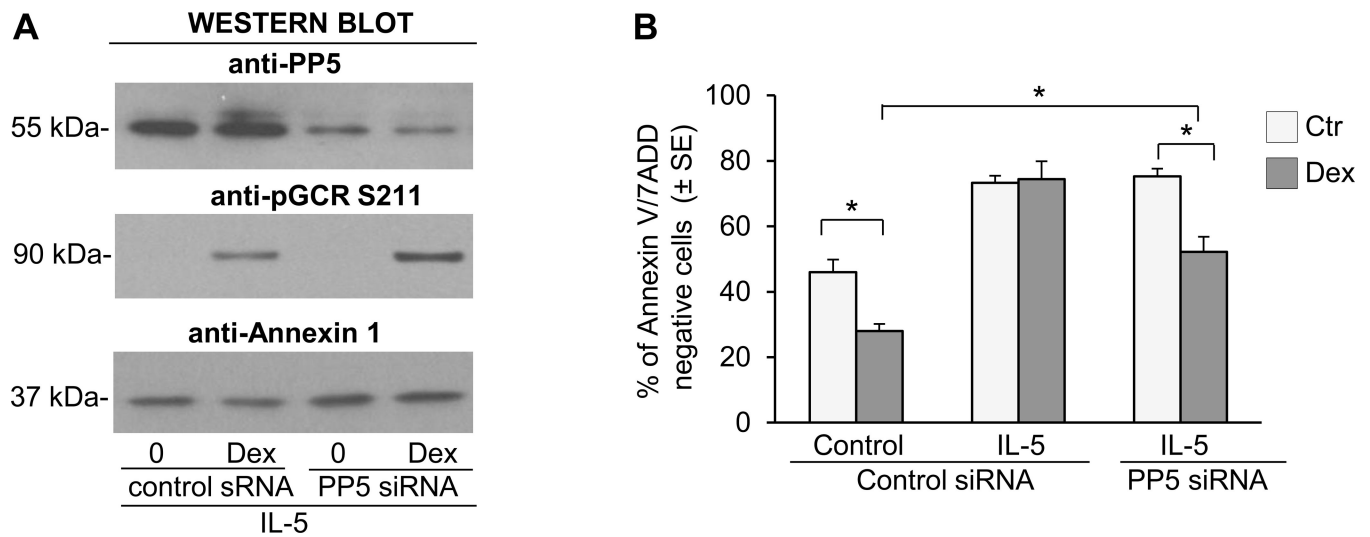 A
WESTERN BLOT
anti-PP5
55 kDa-
anti-pGCR S211
90 kDa-
anti-Annexin 1
37 kDa-
0 Dex 0 Dex
control sRNA PP5 siRNA
IL-5
B
% of Annexin V/7ADD
negative cells (± SE)
100
80
60
40
20
0
*
*
*
Ctr
Dex
Control IL-5 IL-5
Control siRNA PP5 siRNA